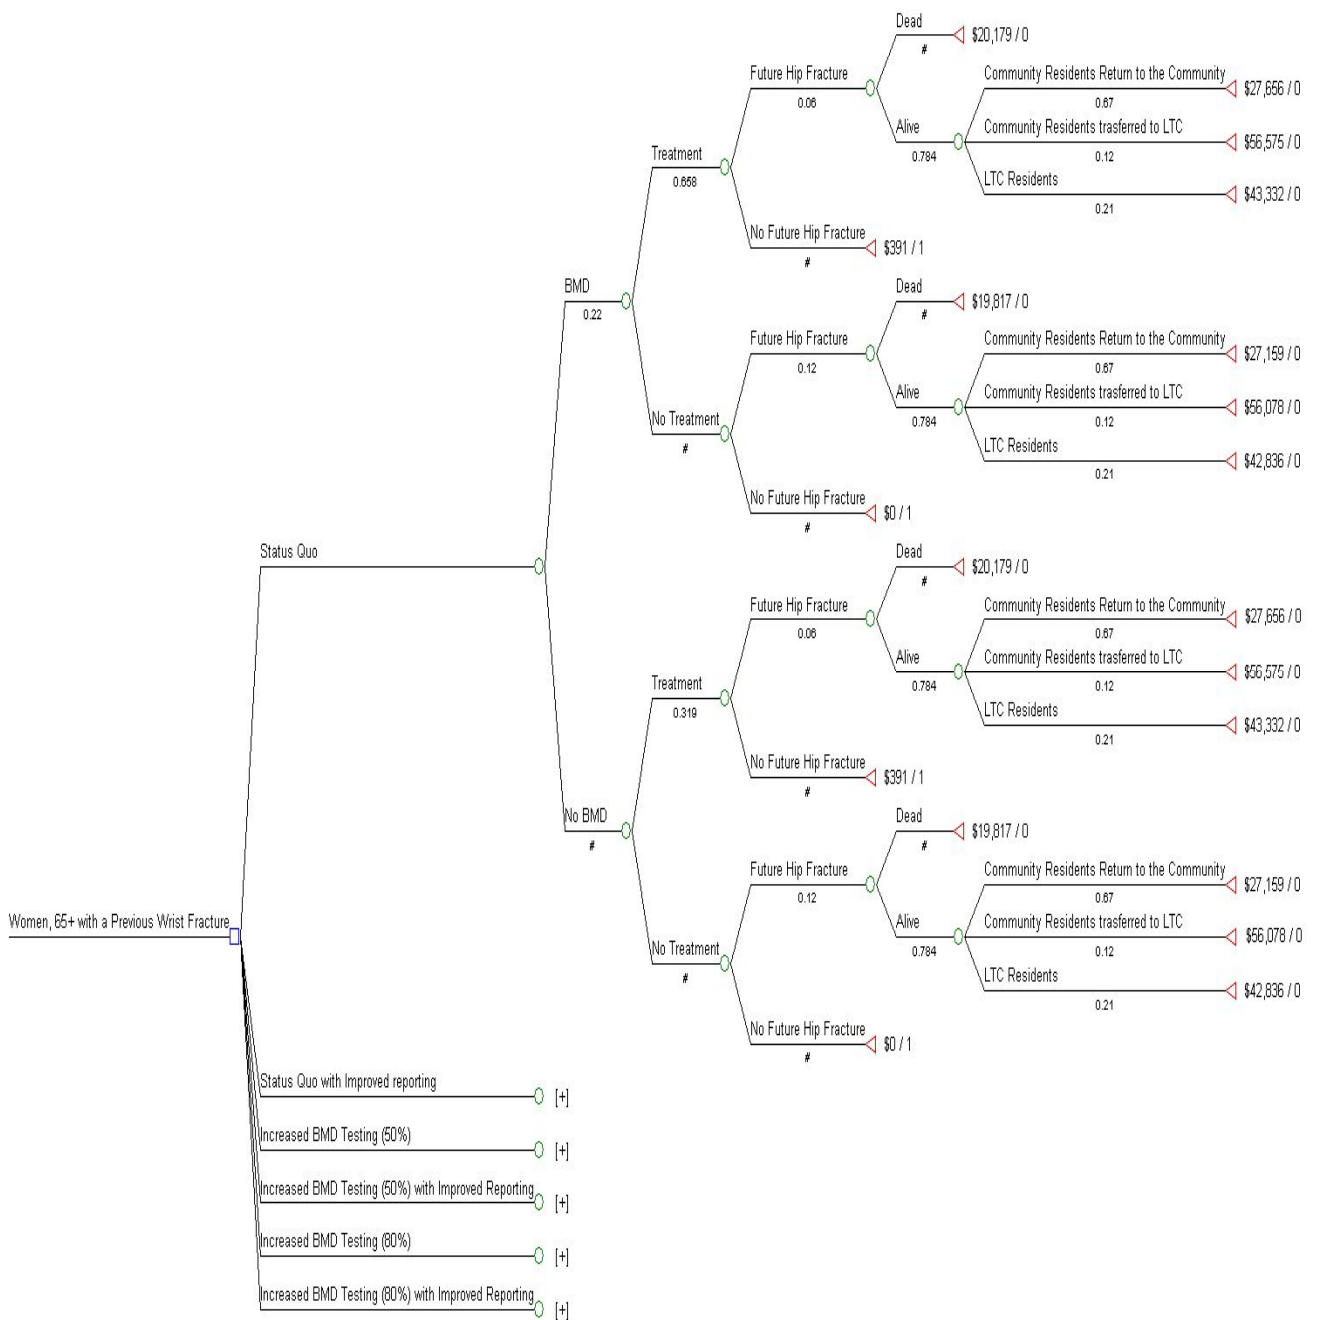 Dead
$20,179 / 0
#
Future Hip Fracture
0.06
Community Residents Return to the Community
$27,656 / 0
0.67
Alive
0.784
Community Residents trasferred to LTC
$56,575 / 0
0.12
Treatment
0.658
LTC Residents
$43,332 / 0
0.21
No Future Hip Fracture
$391 / 1
#
BMD
0.22
Dead
$19,817 / 0
#
Future Hip Fracture
0.12
Community Residents Return to the Community
$27,159 / 0
0.67
Alive
0.784
Community Residents trasferred to LTC
$56,078 / 0
0.12
No Treatment
#
LTC Residents
$42,836 / 0
0.21
No Future Hip Fracture
$0 / 1
#
Status Quo
Dead
$20,179 / 0
#
Future Hip Fracture
0.06
Community Residents Return to the Community
$27,656 / 0
0.67
Alive
0.784
Community Residents trasferred to LTC
$56,575 / 0
0.12
Treatment
0.319
LTC Residents
$43,332 / 0
0.21
No Future Hip Fracture
$391 / 1
#
No BMD
#
Dead
$19,817 / 0
#
Future Hip Fracture
0.12
Community Residents Return to the Community
$27,159 / 0
0.67
Alive
0.784
Community Residents trasferred to LTC
$56,078 / 0
0.12
No Treatment
#
LTC Residents
$42,836 / 0
0.21
No Future Hip Fracture
$0 / 1
#
Women, 65+ with a Previous Wrist Fracture
Status Quo with Improved reporting
[+]
Increased BMD Testing (50%)
[+]
Increased BMD Testing (50%) with Improved Reporting
[+]
Increased BMD Testing (80%)
[+]
Increased BMD Testing (80%) with Improved Reporting
[+]